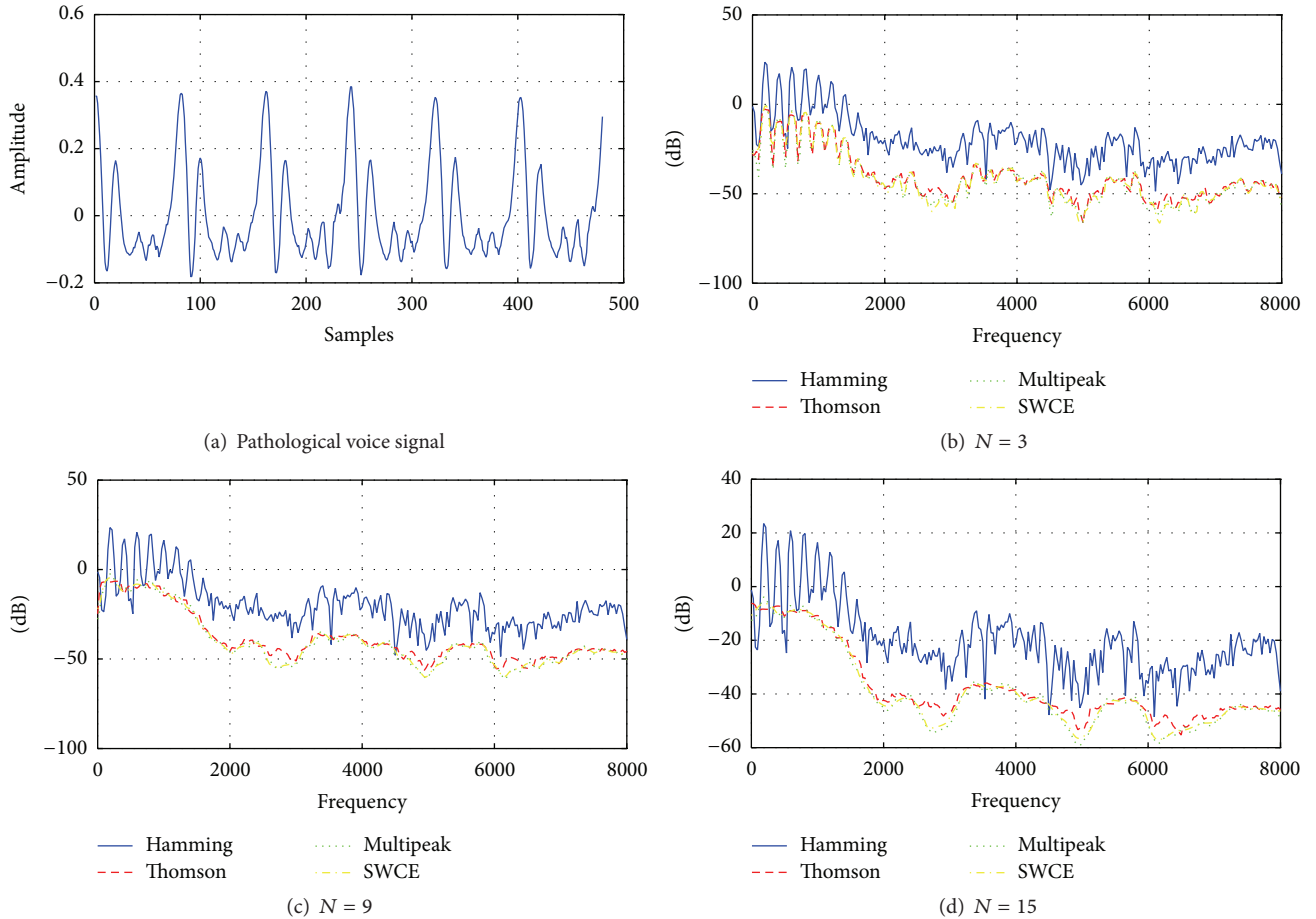 0.6
0.4
0.2
0
−0.2
Amplitude
0 100 200 300 400 500
Samples
(a) Pathological voice signal
50
0
−50
−100
(dB)
0 2000 4000 6000 8000
Frequency
Hamming Multipeak
Thomson SWCE
(b) N = 3
50
0
−50
−100
(dB)
0 2000 4000 6000 8000
Frequency
Hamming Multipeak
Thomson SWCE
(c) N = 9
40
20
0
−20
−40
−60
(dB)
0 2000 4000 6000 8000
Frequency
Hamming Multipeak
Thomson SWCE
(d) N = 15